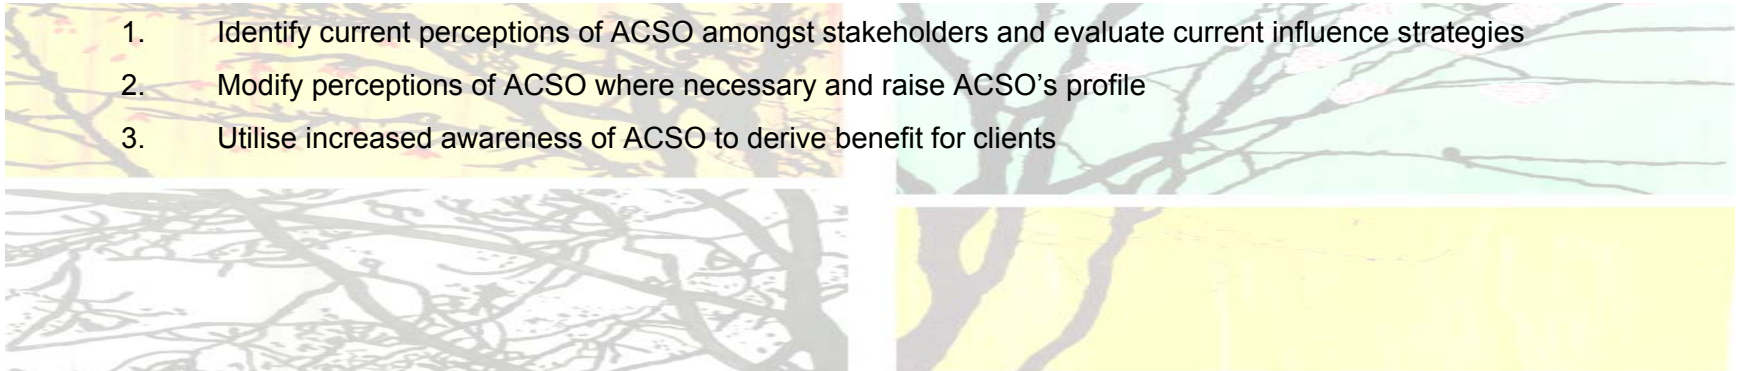 1. Identify current perceptions of ACSO amongst stakeholders and evaluate current influence strategies
2. Modify perceptions of ACSO where necessary and raise ACSO’s profile
3. Utilise increased awareness of ACSO to derive benefit for clients